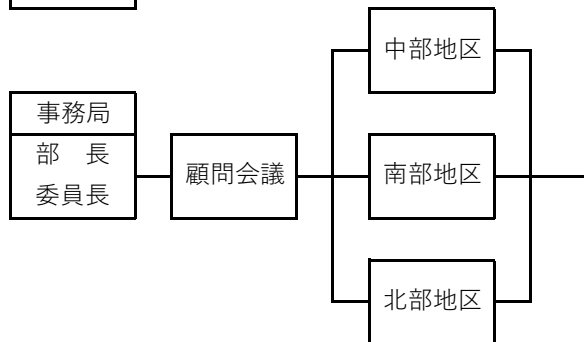 事務局
部　長
委員長
顧問会議
中部地区
南部地区
北部地区